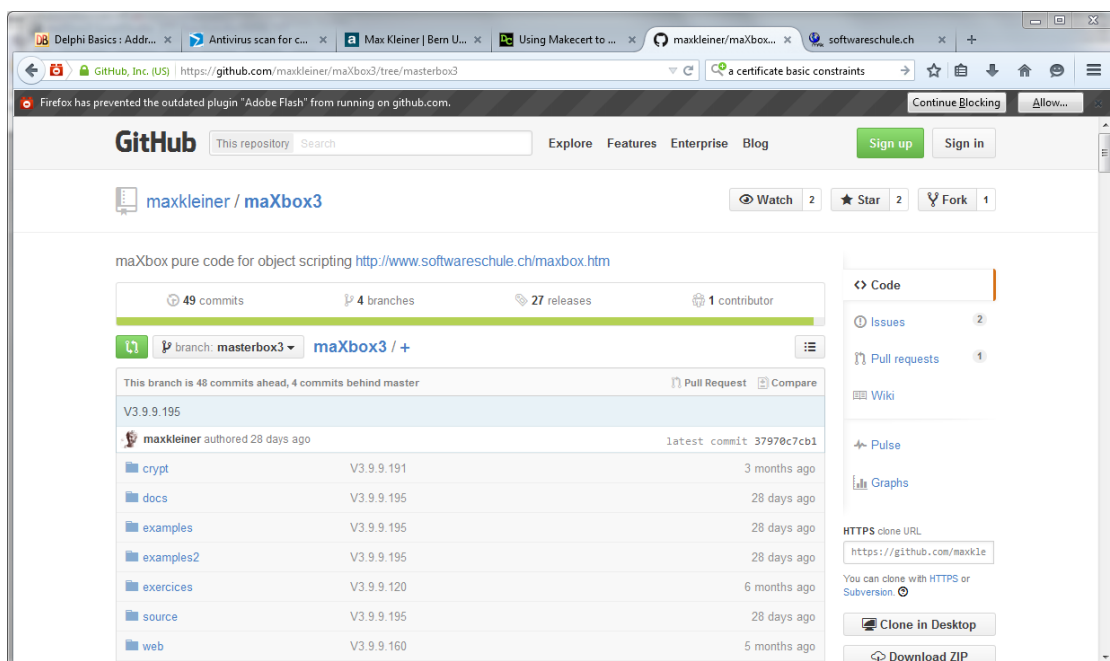 Delphi Basics : Addr... × Antivirus scan for c... × Max Kleiner | Bern U... × Using Makecert to ... × maxkleiner/maXbox... × softwareschule.ch × +
GitHub, Inc. (US) https://github.com/maxkleiner/maXbox3/tree/masterbox3 a certificate basic constraints
Firefox has prevented the outdated plugin "Adobe Flash" from running on github.com. Continue Blocking Allow...
GitHub This repository Search Explore Features Enterprise Blog Sign up Sign in
maxkleiner / maXbox3 Watch 2 Star 2 Fork 1
maXbox pure code for object scripting http://www.softwareschule.ch/maxbox.htm
49 commits 4 branches 27 releases 1 contributor
branch: masterbox3 maXbox3 / +
This branch is 48 commits ahead, 4 commits behind master Pull Request Compare
V3.9.9.195
maxkleiner authored 28 days ago latest commit 37970c7cb1
crypt V3.9.9.191 3 months ago
docs V3.9.9.195 28 days ago
examples V3.9.9.195 28 days ago
examples2 V3.9.9.195 28 days ago
exercices V3.9.9.120 6 months ago
source V3.9.9.195 28 days ago
web V3.9.9.160 5 months ago
<> Code
Issues 2
Pull requests 1
Wiki
Pulse
Graphs
HTTPS clone URL
https://github.com/maxkle
You can clone with HTTPS or
Subversion.
Clone in Desktop
Download ZIP